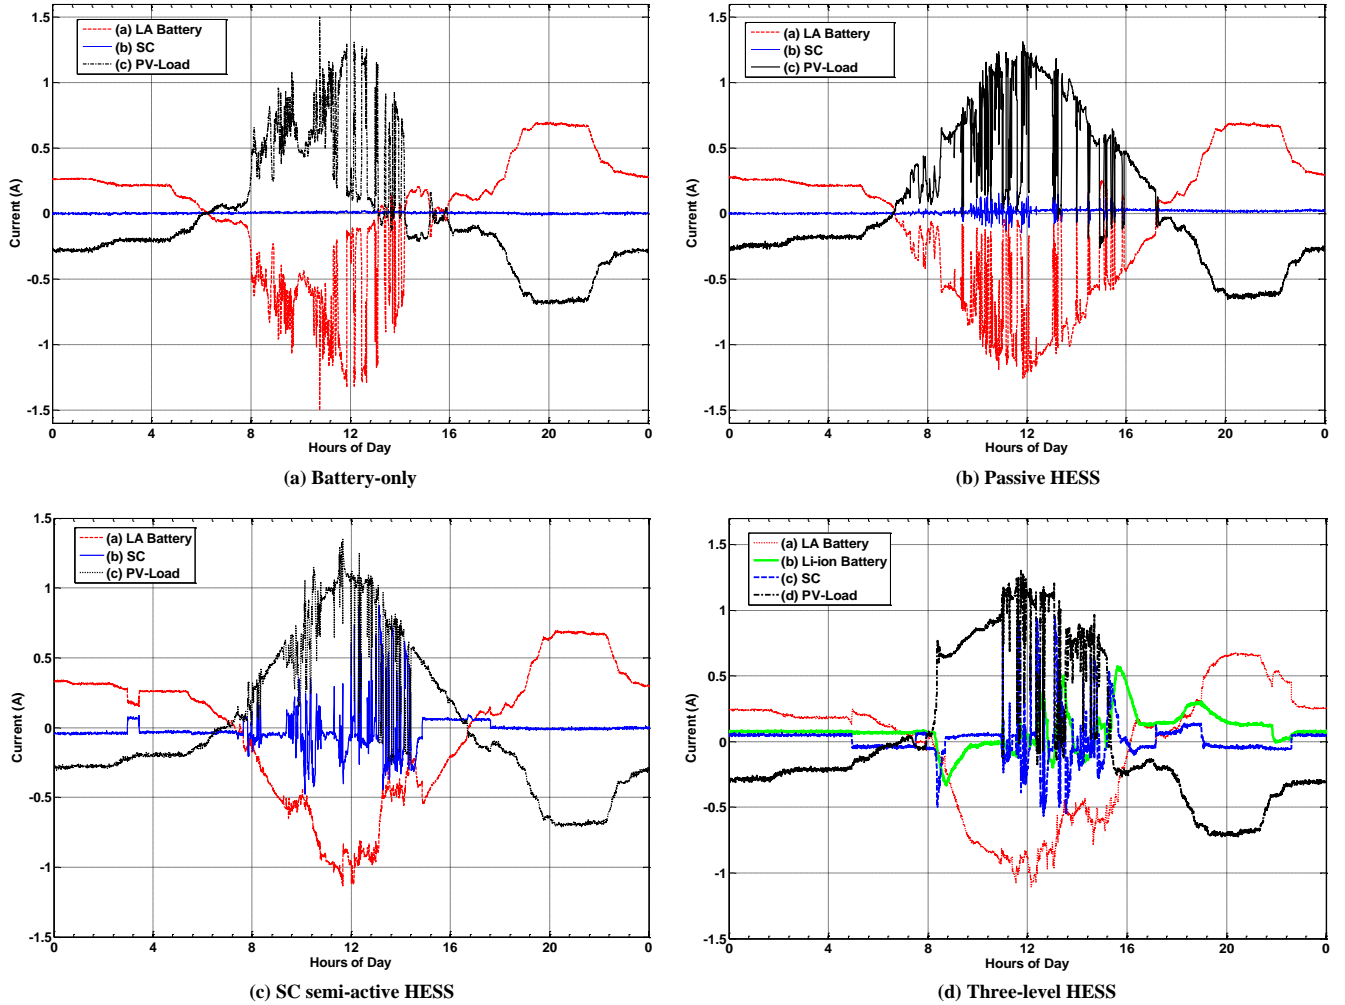 1.5
1
0.5
0
-0.5
-1
-1.5
Current (A)
(a) LA Battery
(b) SC
(c) PV-Load
0 4 8 12 16 20 0
Hours of Day
(a) Battery-only
1.5
1
0.5
0
-0.5
-1
-1.5
Current (A)
(a) LA Battery
(b) SC
(c) PV-Load
0 4 8 12 16 20 0
Hours of Day
(b) Passive HESS
1.5
1
0.5
0
-0.5
-1
-1.5
Current (A)
(a) LA Battery
(b) SC
(c) PV-Load
0 4 8 12 16 20 0
Hours of Day
(c) SC semi-active HESS
1.5
1
0.5
0
-0.5
-1
-1.5
Current (A)
(a) LA Battery
(b) Li-ion Battery
(c) SC
(d) PV-Load
0 4 8 12 16 20 0
Hours of Day
(d) Three-level HESS